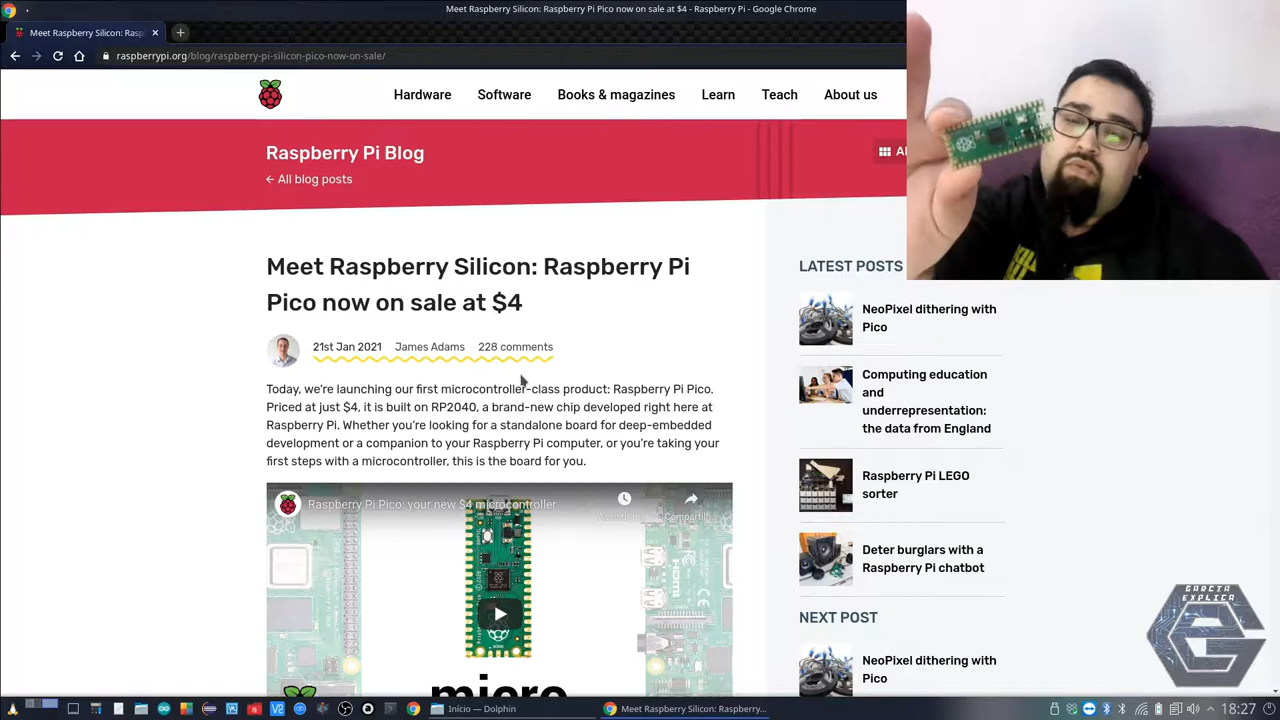 Meet Raspberry Silicon: Raspberry Pi Pico now on sale at $4 - Raspberry Pi - Google Chrome
Meet Raspberry Silicon: Rasp
raspberrypi.org/blog/raspberry-pi-silicon-pico-now-on-sale/
Hardware Software Books & magazines Learn Teach About us
Raspberry Pi Blog
← All blog posts
Al
Meet Raspberry Silicon: Raspberry Pi
Pico now on sale at $4
21st Jan 2021 James Adams 228 comments
Today, we’re launching our first microcontroller-class product: Raspberry Pi Pico.
Priced at just $4, it is built on RP2040, a brand-new chip developed right here at
Raspberry Pi. Whether you’re looking for a standalone board for deep-embedded
development or a companion to your Raspberry Pi computer, or you’re taking your
first steps with a microcontroller, this is the board for you.
Raspberry Pi Pico: your new $4 microcontroller
Compartilh...
HDMI
micro
LATEST POSTS
NeoPixel dithering with
Pico
Computing education
and
underrepresentation:
the data from England
Raspberry Pi LEGO
sorter
Deter burglars with a
Raspberry Pi chatbot
NEXT POST
NeoPixel dithering with
Pico
GARCIA
EXPLICA
Início — Dolphin
Meet Raspberry Silicon: Raspberry...
18:27